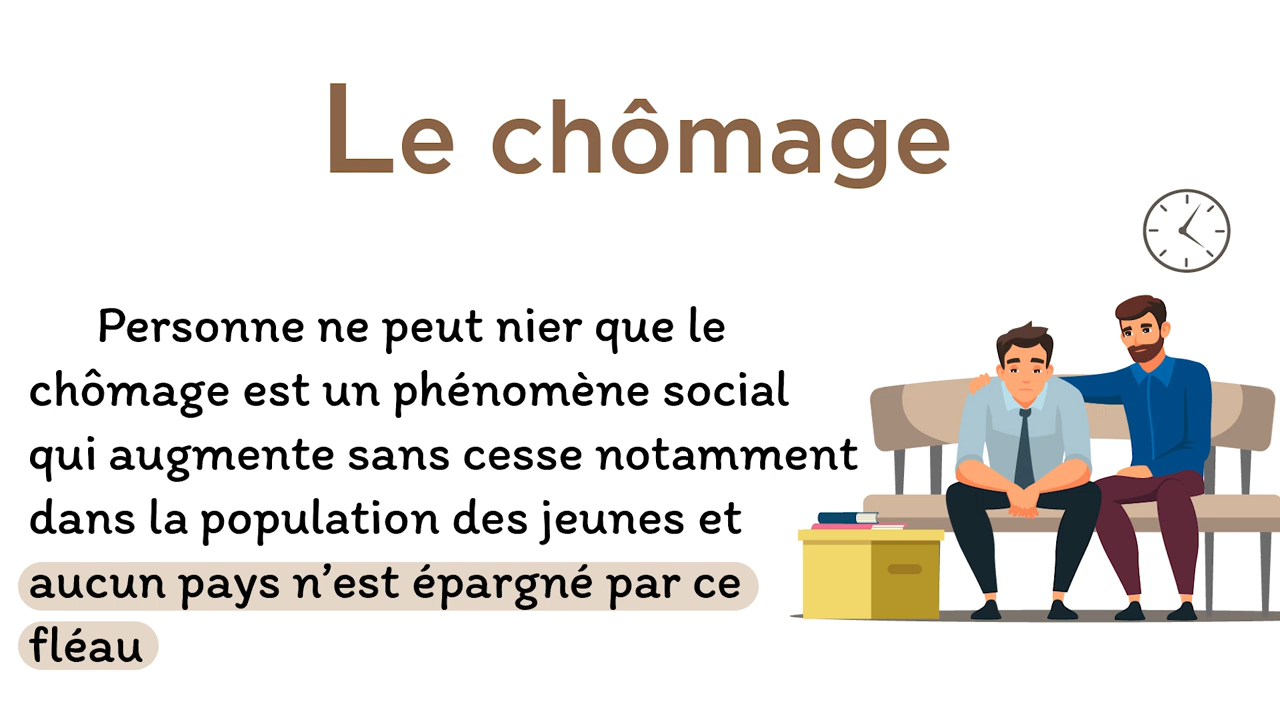 Le chômage
Personne ne peut nier que le
chômage est un phénomène social
qui augmente sans cesse notamment
dans la population des jeunes et
aucun pays n’est épargné par ce
fléau